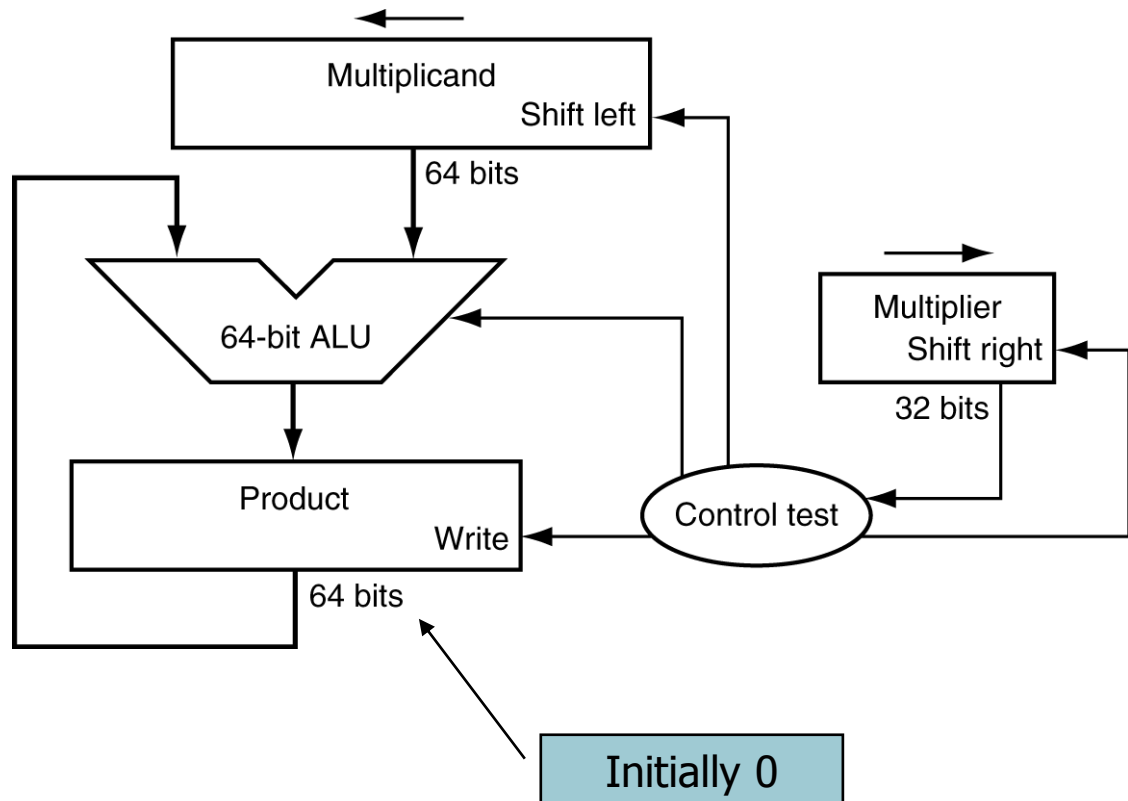 Multiplicand
Shift left
64 bits
64-bit ALU
Multiplier
Shift right
32 bits
Product
Write
Control test
64 bits
Initially 0